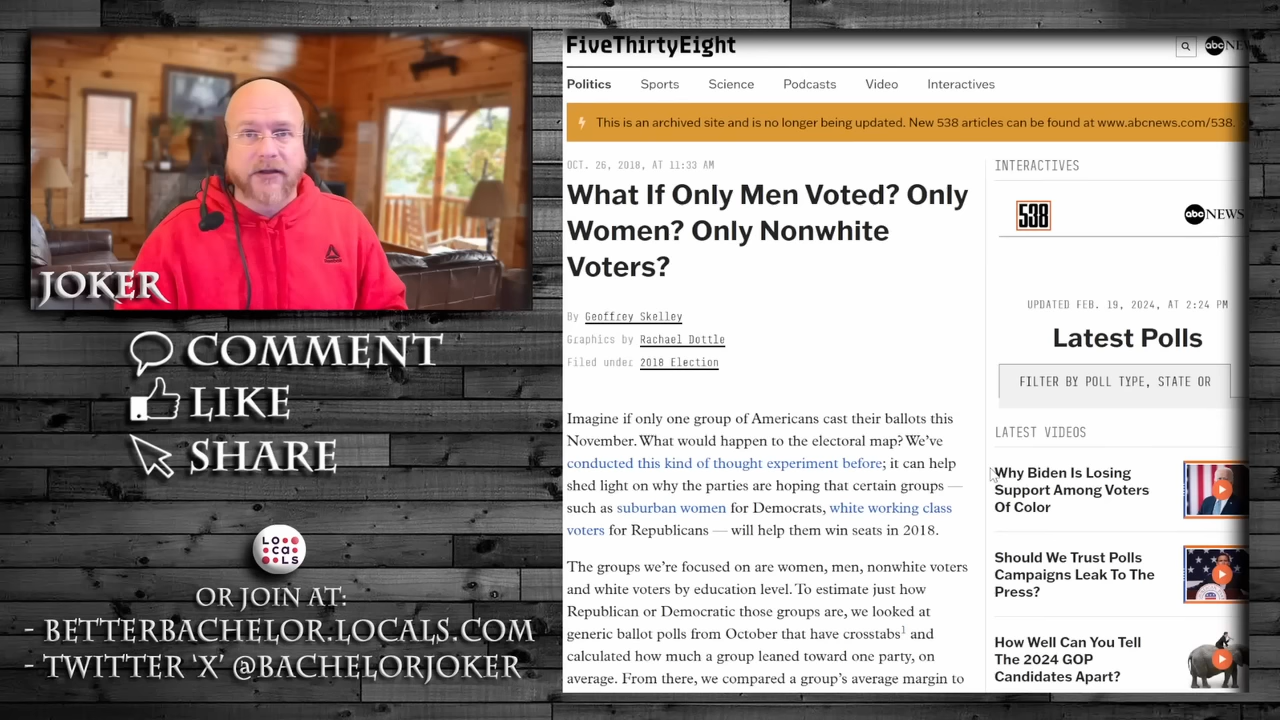 JOKER
COMMENT
LIKE
SHARE
LOCALS
OR JOIN AT:
- BETTERBACHELOR.LOCALS.COM
- TWITTER 'X' @BACHELORJOKER
FiveThirtyEight
abc NEW
Politics
Sports
Science
Podcasts
Video
Interactives
This is an archived site and is no longer being updated. New 538 articles can be found at www.abcnews.com/538.
OCT. 26, 2018, AT 11:33 AM
What If Only Men Voted? Only
Women? Only Nonwhite
Voters?
By Geoffrey Skelley
Graphics by Rachael Dottle
Filed under 2018 Election
Imagine if only one group of Americans cast their ballots this
November. What would happen to the electoral map? We've
conducted this kind of thought experiment before; it can help
shed light on why the parties are hoping that certain groups —
such as suburban women for Democrats, white working class
voters for Republicans — will help them win seats in 2018.
The groups we're focused on are women, men, nonwhite voters
and white voters by education level. To estimate just how
Republican or Democratic those groups are, we looked at
generic ballot polls from October that have crosstabs1 and
calculated how much a group leaned toward one party, on
average. From there, we compared a group's average margin to
INTERACTIVES
538
abc NEWS
UPDATED FEB. 19, 2024, AT 2:24 PM
Latest Polls
FILTER BY POLL TYPE, STATE OR
LATEST VIDEOS
Why Biden Is Losing
Support Among Voters
Of Color
Should We Trust Polls
Campaigns Leak To The
Press?
How Well Can You Tell
The 2024 GOP
Candidates Apart?